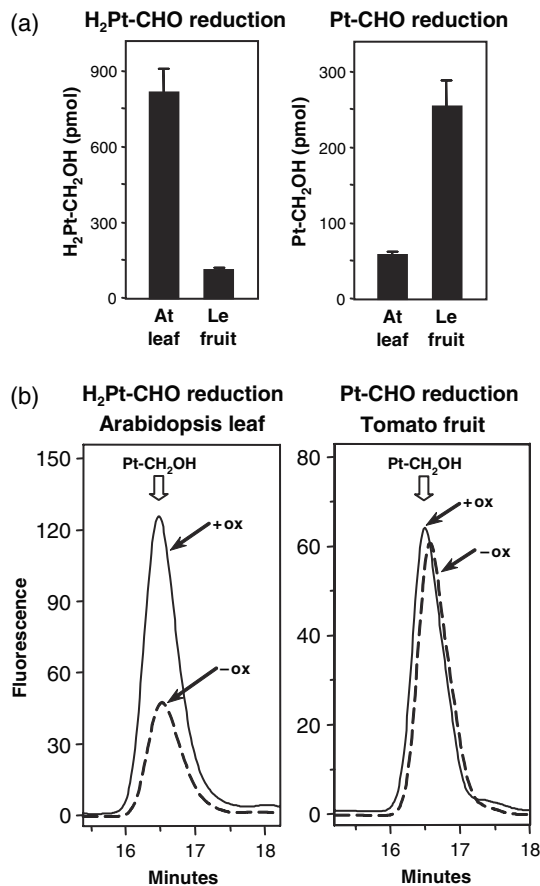 (a)
H₂Pt-CHO reduction
H₂Pt-CH₂OH (pmol)
900
600
300
0
At leaf
Le fruit
Pt-CHO reduction
Pt-CH₂OH (pmol)
300
200
100
0
At leaf
Le fruit
(b)
H₂Pt-CHO reduction
Arabidopsis leaf
Fluorescence
150
120
90
60
30
0
Pt-CH₂OH
+ox
−ox
16
17
18
Minutes
Pt-CHO reduction
Tomato fruit
80
60
40
20
0
Pt-CH₂OH
+ox
−ox
16
17
18
Minutes